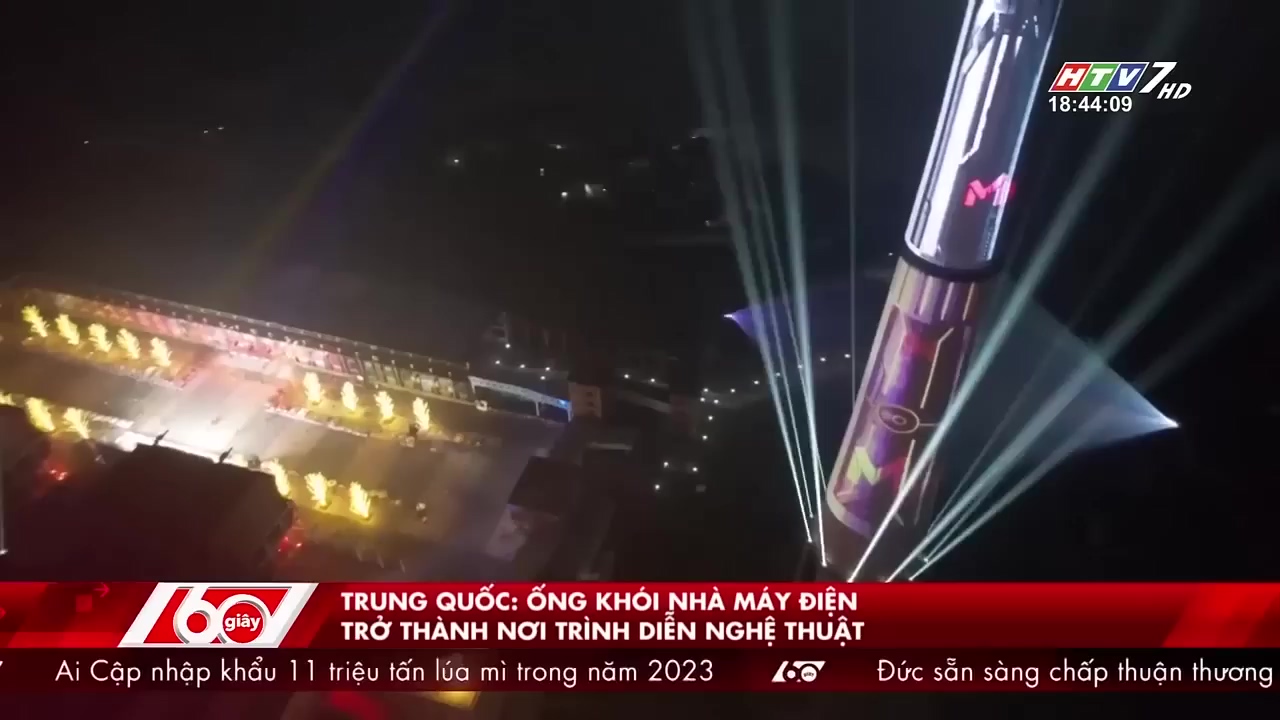 HTV7 HD
18:44:09
M
60 giây
TRUNG QUỐC: ỐNG KHÓI NHÀ MÁY ĐIỆN
TRỞ THÀNH NƠI TRÌNH DIỄN NGHỆ THUẬT
Ai Cập nhập khẩu 11 triệu tấn lúa mì trong năm 2023 60 giây Đức sẵn sàng chấp thuận thương